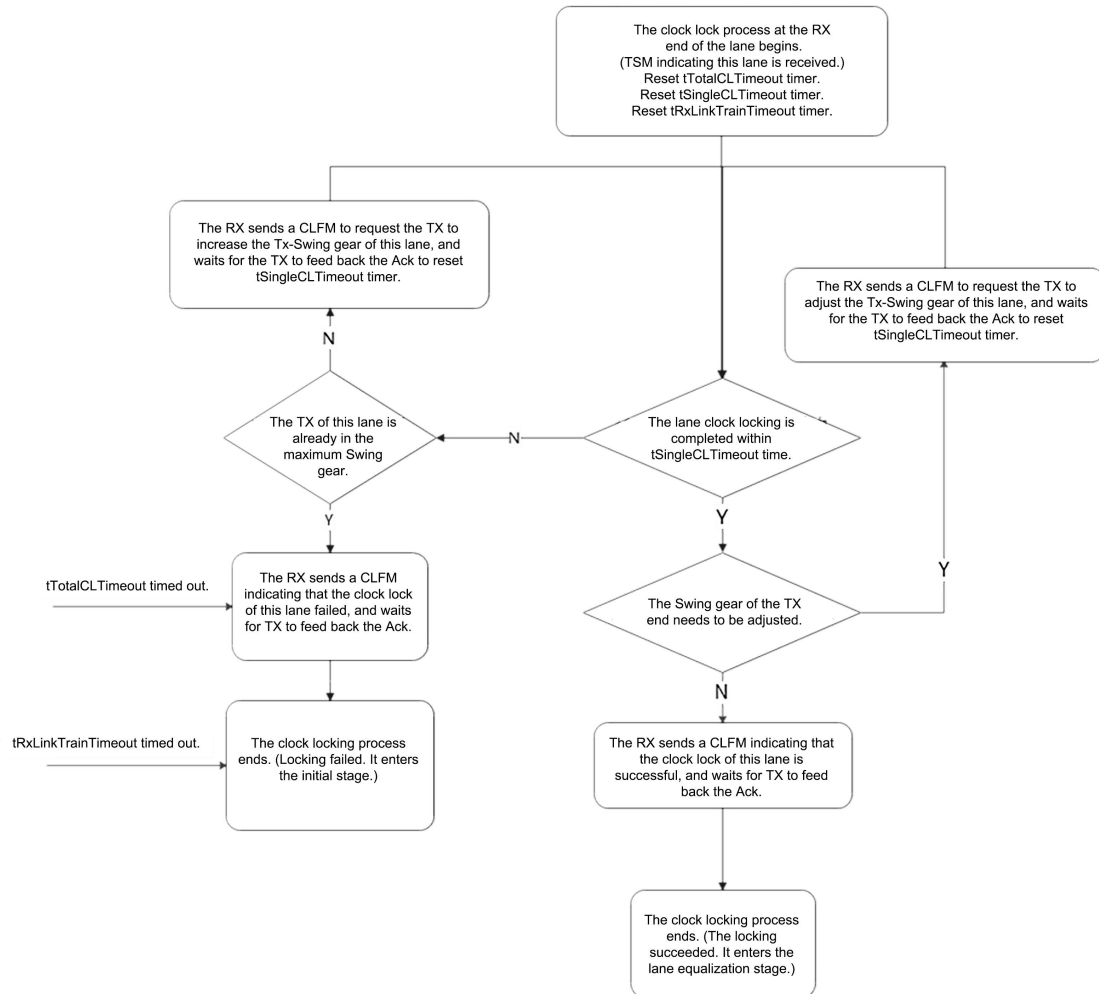 The clock lock process at the RX
end of the lane begins.
(TSM indicating this lane is received.)
Reset tTotalCLTimeout timer.
Reset tSingleCLTimeout timer.
Reset tRxLinkTrainTimeout timer.
The RX sends a CLFM to request the TX to
increase the Tx-Swing gear of this lane, and
waits for the TX to feed back the Ack to reset
tSingleCLTimeout timer.
The RX sends a CLFM to request the TX to
adjust the Tx-Swing gear of this lane, and waits
for the TX to feed back the Ack to reset
tSingleCLTimeout timer.
N
The TX of this lane is
already in the
maximum Swing
gear.
N
The lane clock locking is
completed within
tSingleCLTimeout time.
Y
Y
tTotalCLTimeout timed out.
The RX sends a CLFM
indicating that the clock lock
of this lane failed, and waits
for TX to feed back the Ack.
Y
The Swing gear of the TX
end needs to be adjusted.
N
tRxLinkTrainTimeout timed out.
The clock locking process
ends. (Locking failed. It enters
the initial stage.)
The RX sends a CLFM indicating that
the clock lock of this lane is
successful, and waits for TX to feed
back the Ack.
The clock locking process
ends. (The locking
succeeded. It enters the
lane equalization stage.)